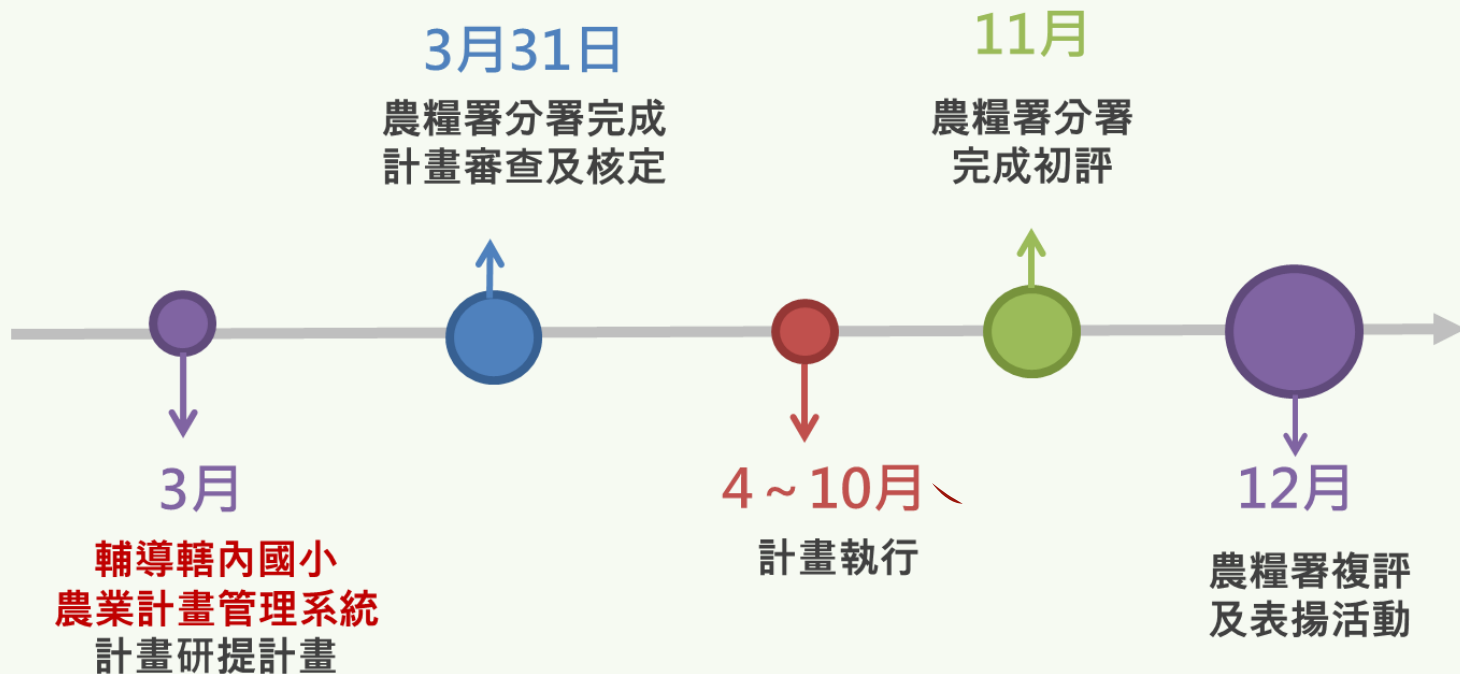 3月31日
農糧署分署完成
計畫審查及核定
11月
農糧署分署
完成初評
3月
輔導轄內國小
農業計畫管理系統
計畫研提計畫
4～10月
計畫執行
12月
農糧署複評
及表揚活動